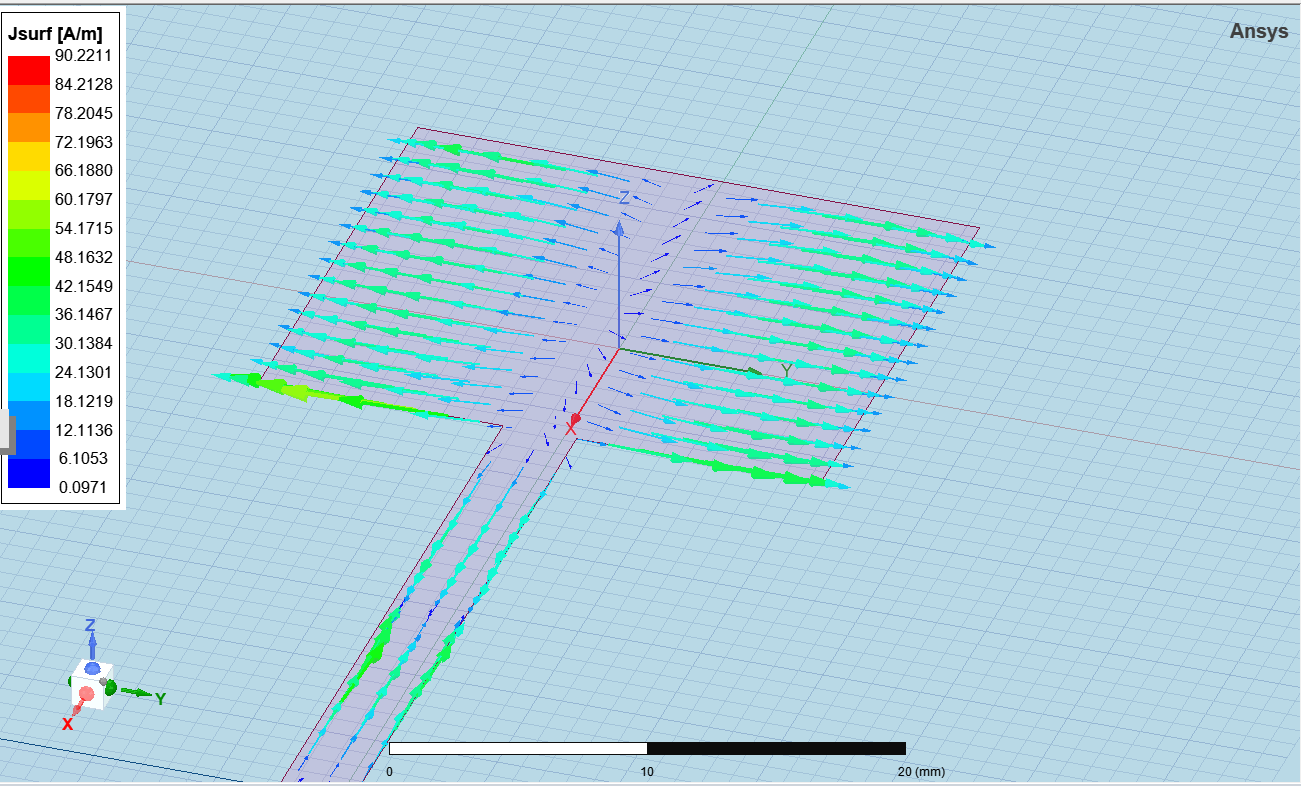 Jsurf [A/m]
90.2211
84.2128
78.2045
72.1963
66.1880
60.1797
54.1715
48.1632
42.1549
36.1467
30.1384
24.1301
18.1219
12.1136
6.1053
0.0971
Ansys
Z
Y
X
Z
Y
X
0 10 20 (mm)